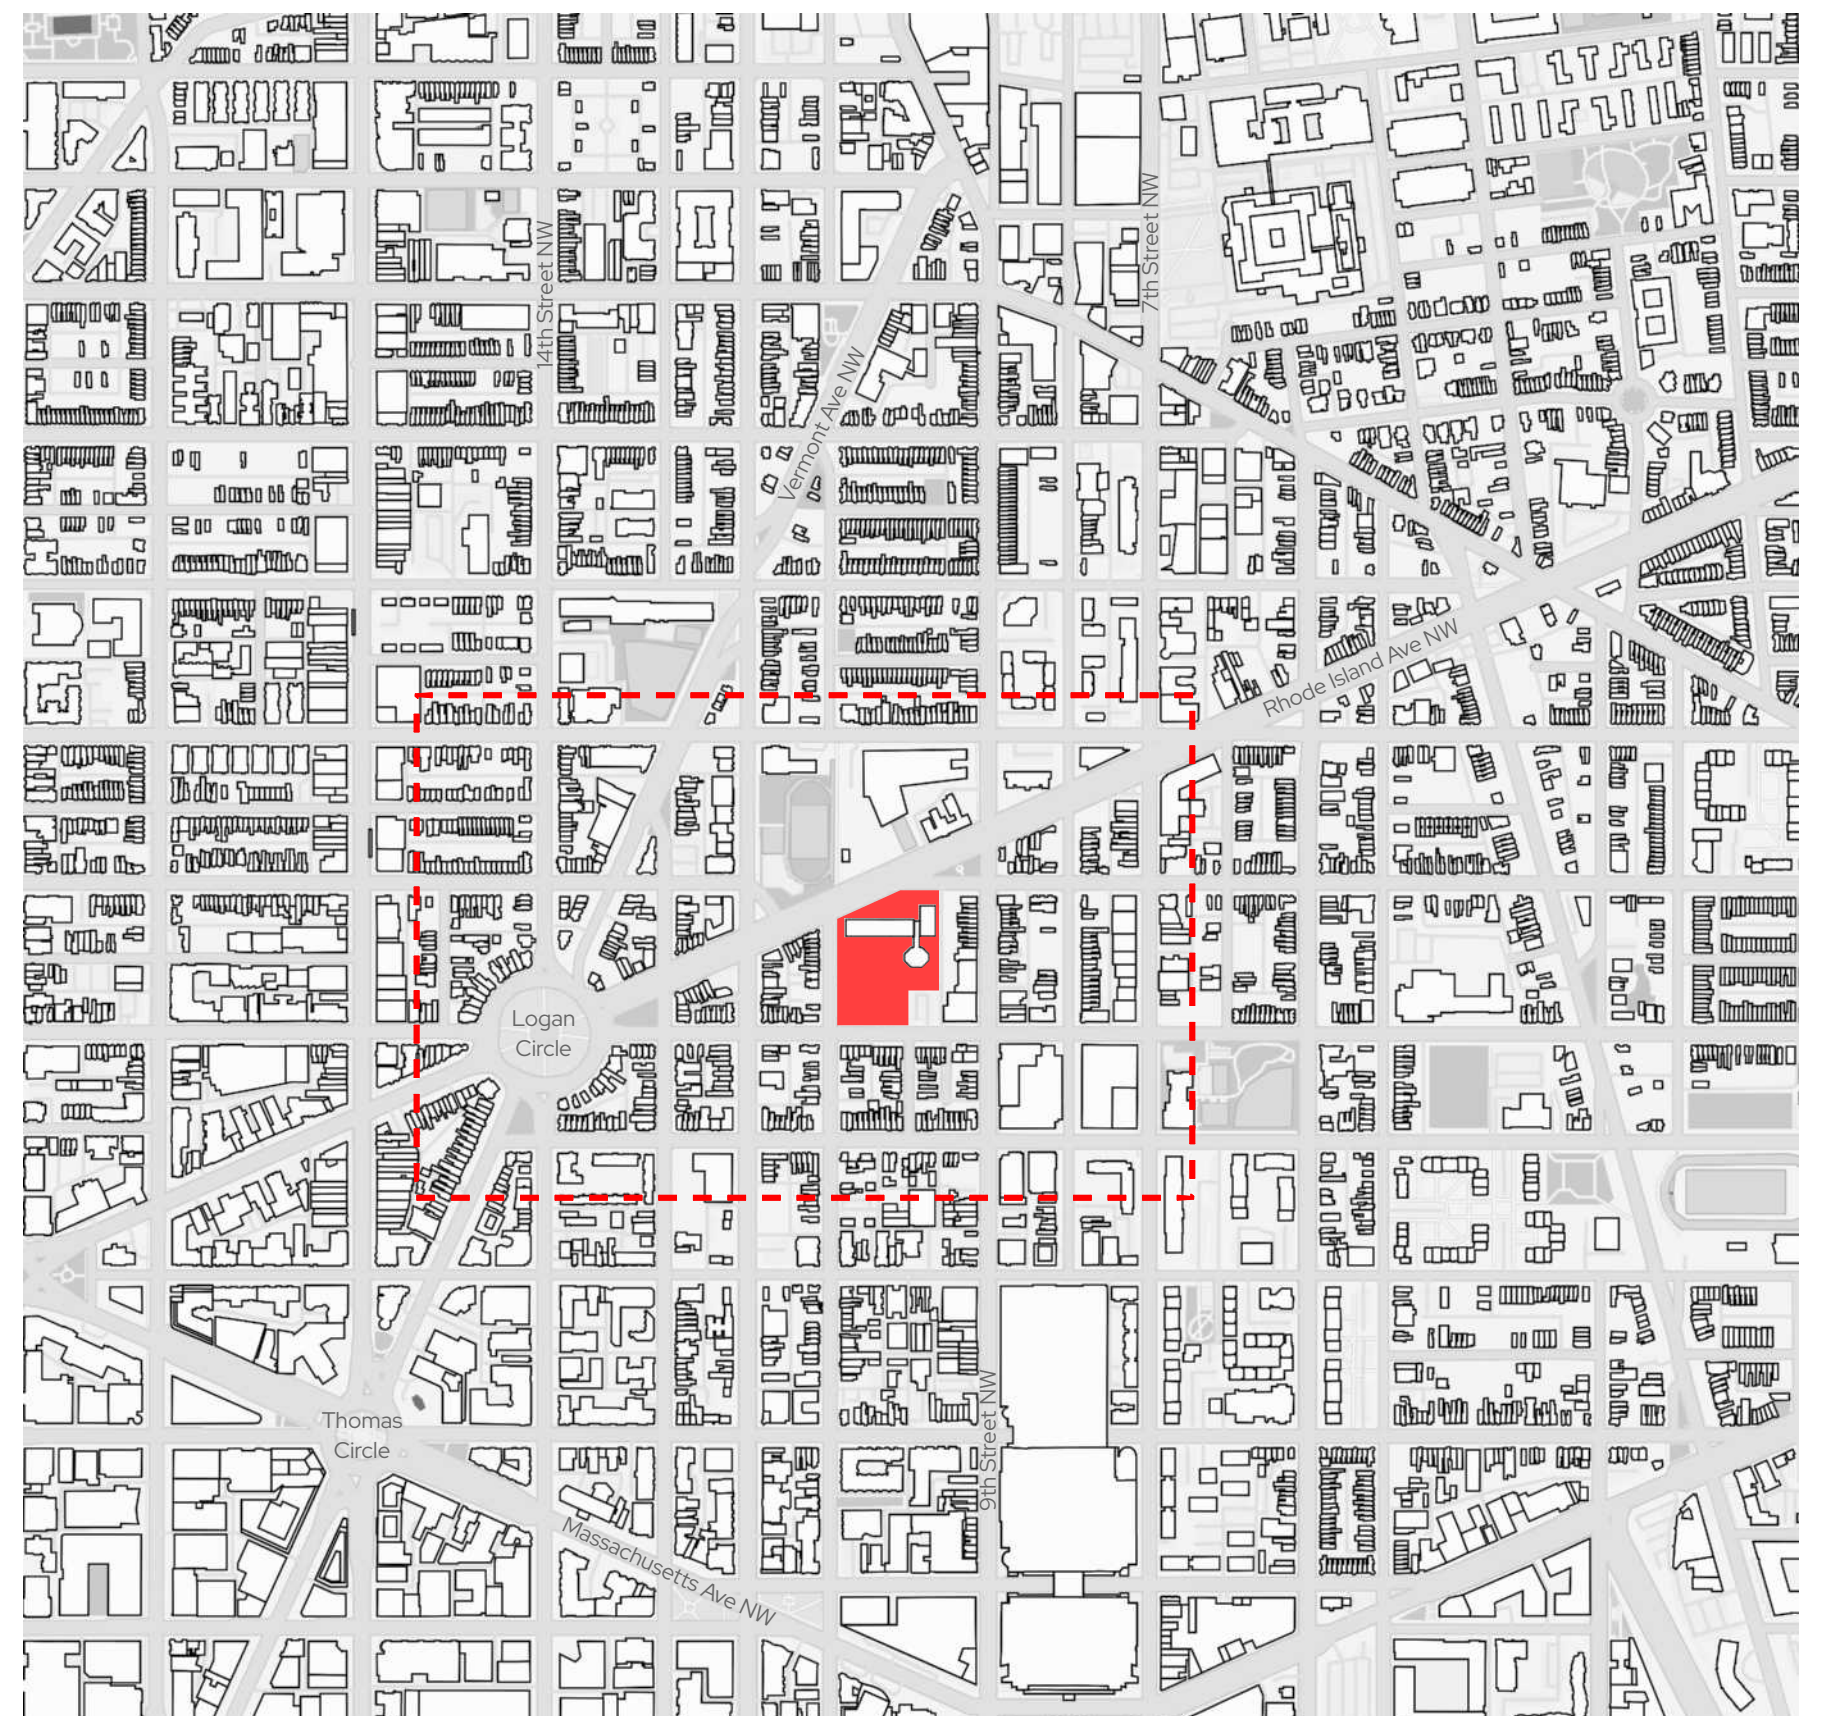 7th Street NW
14th Street NW
Vermont Ave NW
Rhode Island Ave NW
Logan
Circle
9th Street NW
Thomas
Circle
Massachusetts Ave NW